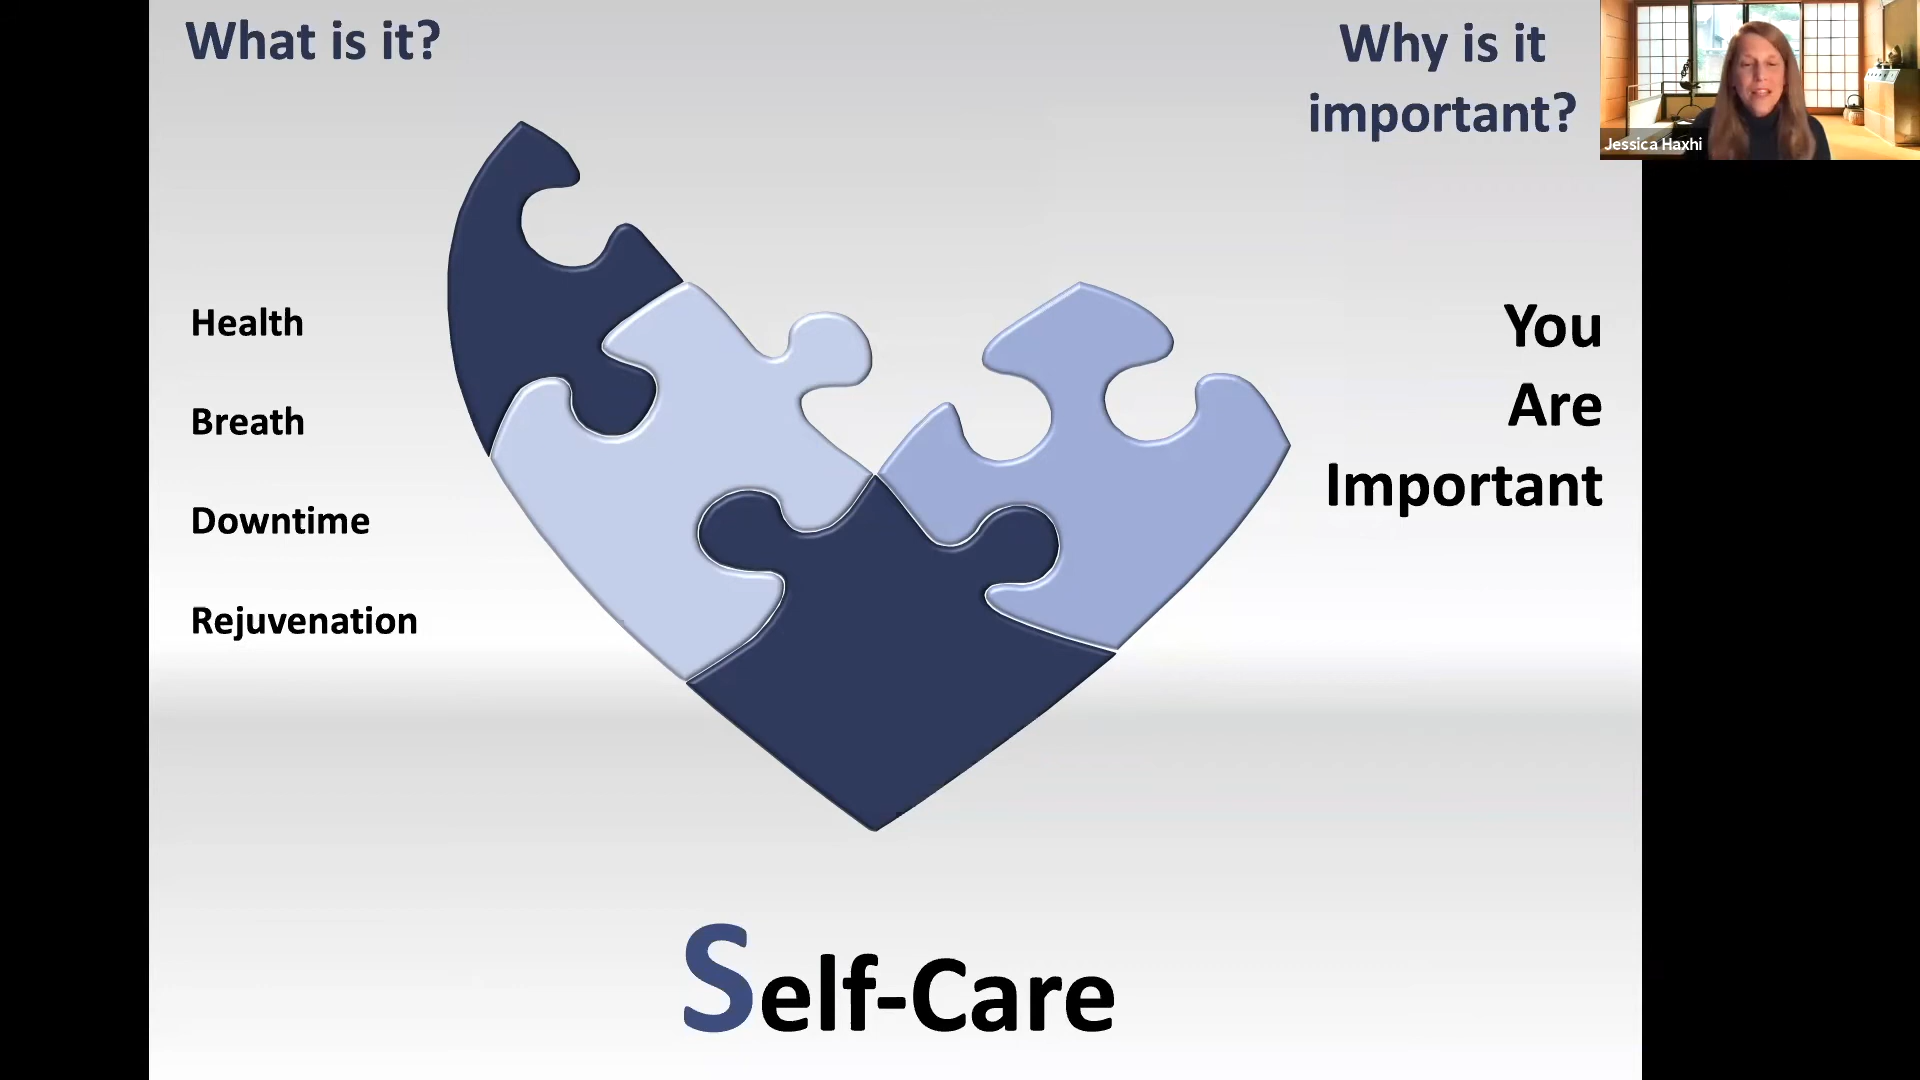 What is it?
Why is it
important?
Jessica Haxhi
Health
Breath
Downtime
Rejuvenation
You
Are
Important
Self-Care